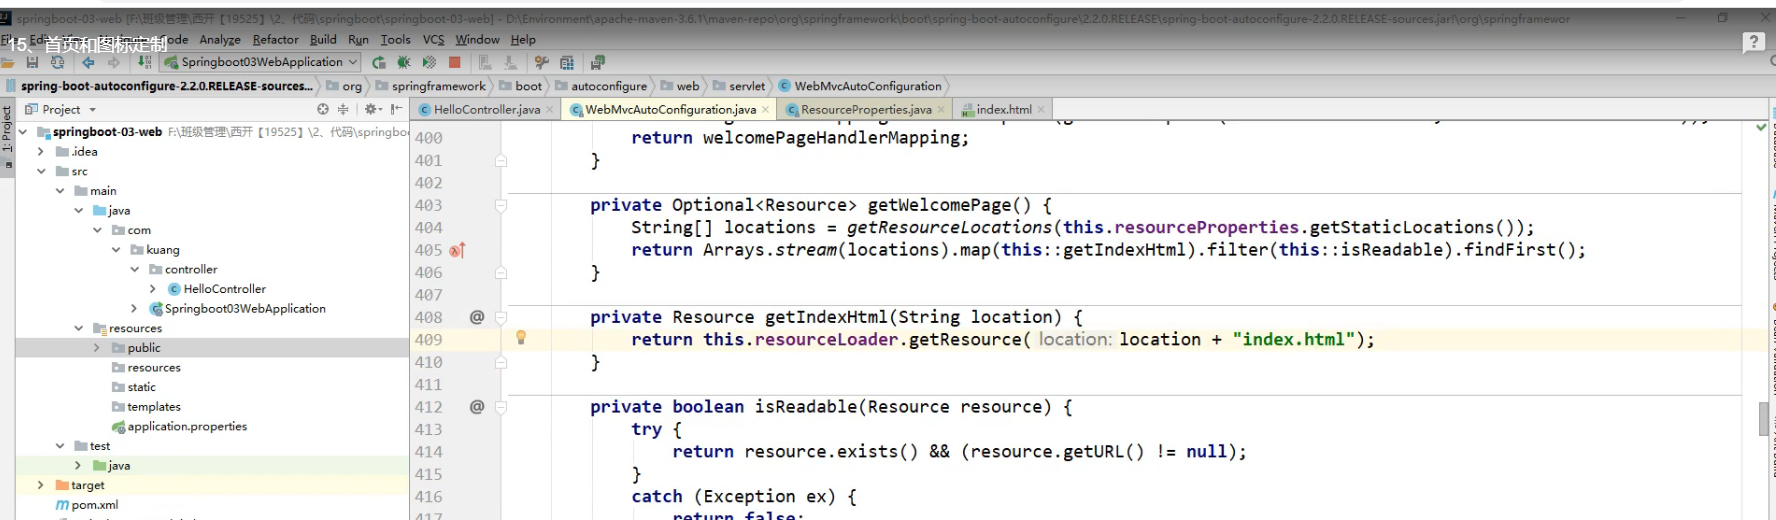 springboot-03-web [F:\班级管理\西开【19525】\2、代码\springboot\springboot-03-web] - D:\Environment\apache-maven-3.6.1\maven-repo\org\springframework\boot\spring-boot-autoconfigure\2.2.0.RELEASE\spring-boot-autoconfigure-2.2.0.RELEASE-sources.jar!\org\springframewor
15、首页和图标定制
Code Analyze Refactor Build Run Tools VCS Window Help
Springboot03WebApplication
spring-boot-autoconfigure-2.2.0.RELEASE-sources... org springframework boot autoconfigure web servlet WebMvcAutoConfiguration
1: Project
Project
HelloController.java WebMvcAutoConfiguration.java ResourceProperties.java index.html
springboot-03-web F:\班级管理\西开【19525】\2、代码\springbo
.idea
src
main
java
com
kuang
controller
HelloController
Springboot03WebApplication
resources
public
resources
static
templates
application.properties
test
java
target
pom.xml
400 return welcomePageHandlerMapping;
401 }
402
403 private Optional<Resource> getWelcomePage() {
404 String[] locations = getResourceLocations(this.resourceProperties.getStaticLocations());
405 return Arrays.stream(locations).map(this::getIndexHtml).filter(this::isReadable).findFirst();
406 }
407
408 @ private Resource getIndexHtml(String location) {
409 return this.resourceLoader.getResource( location: location + "index.html");
410 }
411
412 @ private boolean isReadable(Resource resource) {
413 try {
414 return resource.exists() && (resource.getURL() != null);
415 }
416 catch (Exception ex) {
417 return false;